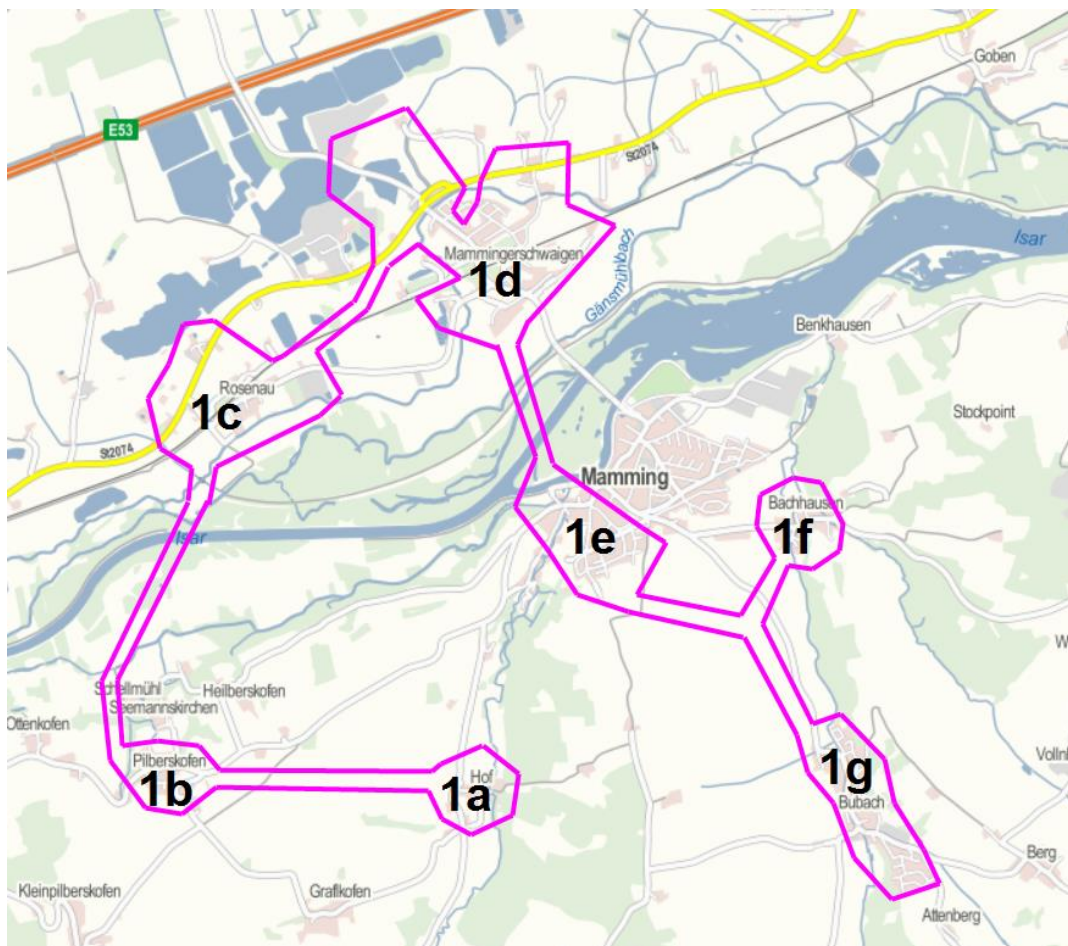 Goben
E53
St2074
Isar
Mammingerschwaigen
1d
Gänsmühlbach
Benkhausen
Rosenau
1c
Stockpoint
St2074
Mamming
Bachhausen
1e
1f
Isar
Schellmühl
Heilberskofen
Seemannskirchen
Ottenkofen
Pilberskofen
1b
Hof
1a
1g
Bubach
Berg
Kleinpilberskofen
Graflkofen
Attenberg